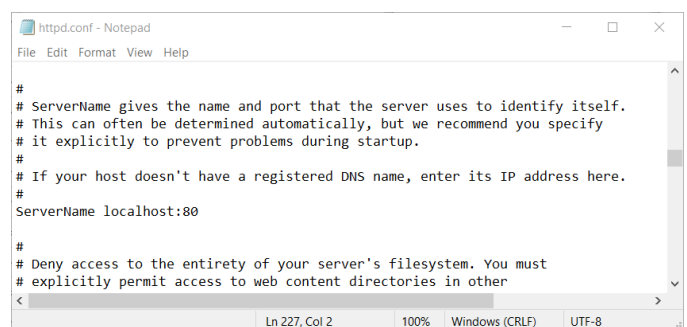 httpd.conf - Notepad
File Edit Format View Help
#
# ServerName gives the name and port that the server uses to identify itself.
# This can often be determined automatically, but we recommend you specify
# it explicitly to prevent problems during startup.
#
# If your host doesn't have a registered DNS name, enter its IP address here.
#
ServerName localhost:80
#
# Deny access to the entirety of your server's filesystem. You must
# explicitly permit access to web content directories in other
Ln 227, Col 2 100% Windows (CRLF) UTF-8